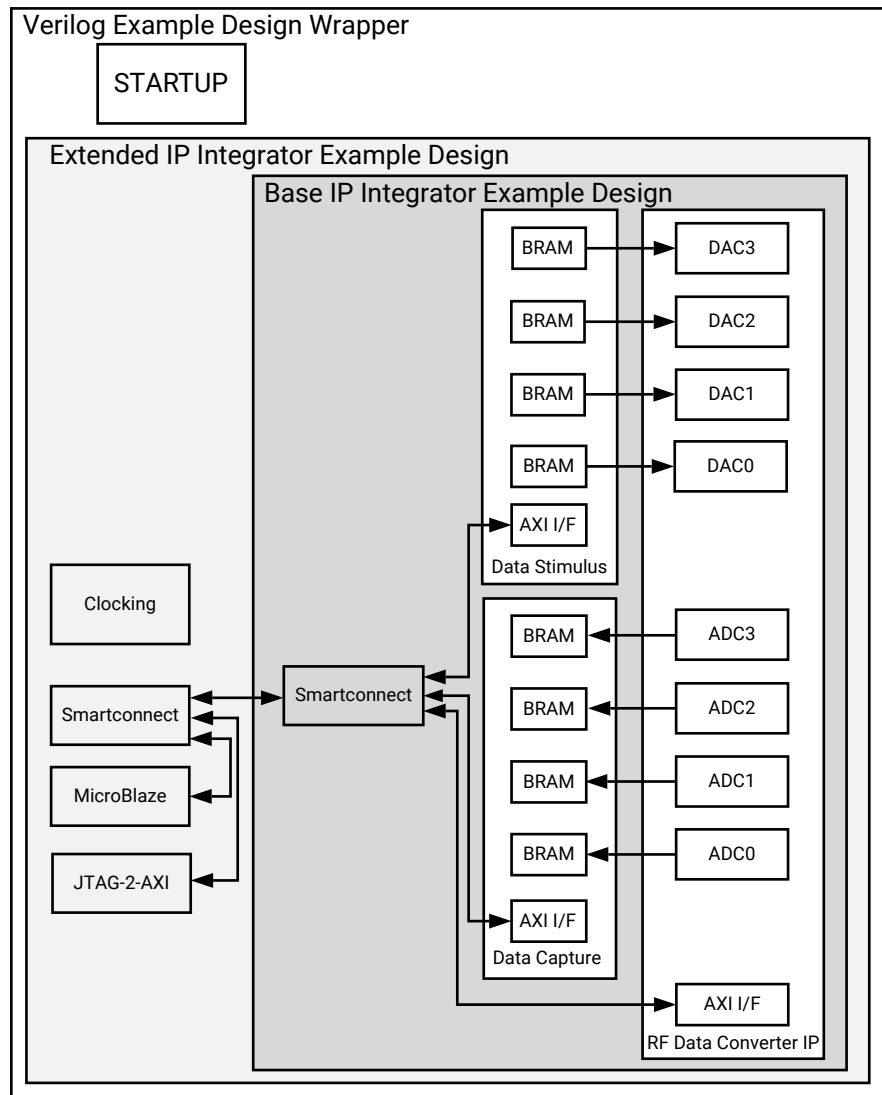 Verilog Example Design Wrapper
STARTUP
Extended IP Integrator Example Design
Base IP Integrator Example Design
BRAM
DAC3
BRAM
DAC2
BRAM
DAC1
BRAM
DAC0
AXI I/F
Data Stimulus
Clocking
BRAM
ADC3
Smartconnect
Smartconnect
BRAM
ADC2
MicroBlaze
BRAM
ADC1
JTAG-2-AXI
BRAM
ADC0
AXI I/F
Data Capture
AXI I/F
RF Data Converter IP